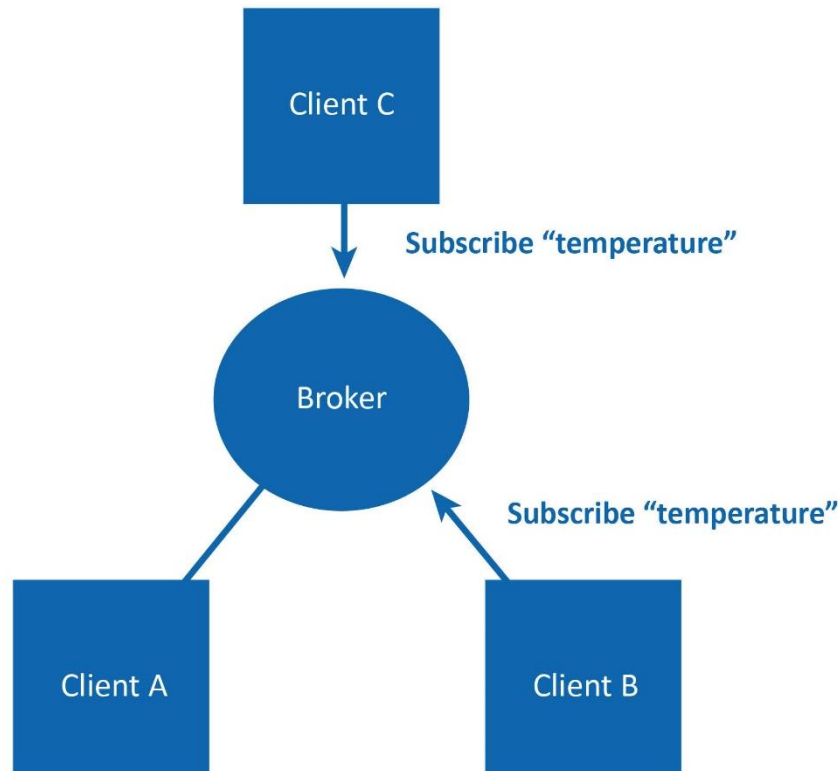 Client C
Subscribe “temperature”
Broker
Subscribe “temperature”
Client A
Client B